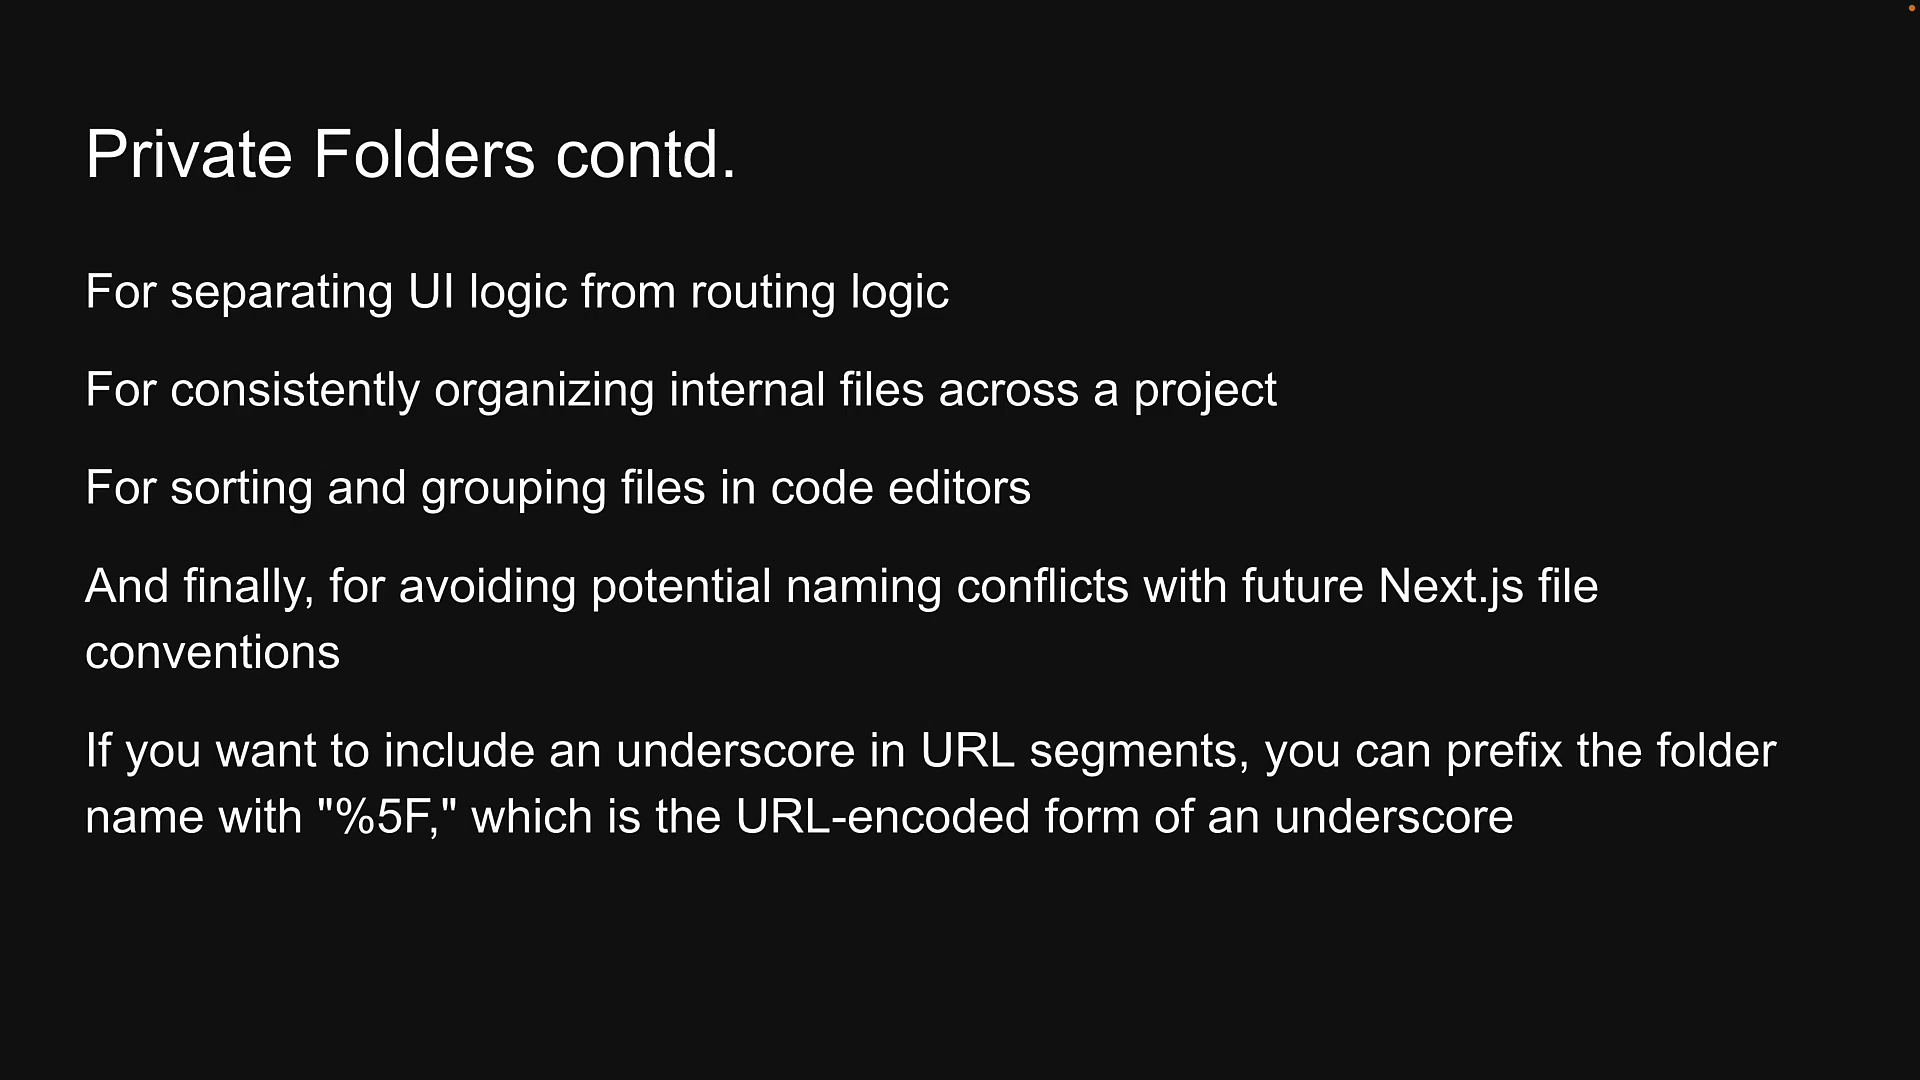 Private Folders contd.
For separating UI logic from routing logic
For consistently organizing internal files across a project
For sorting and grouping files in code editors
And finally, for avoiding potential naming conflicts with future Next.js file
conventions
If you want to include an underscore in URL segments, you can prefix the folder
name with "%5F," which is the URL-encoded form of an underscore